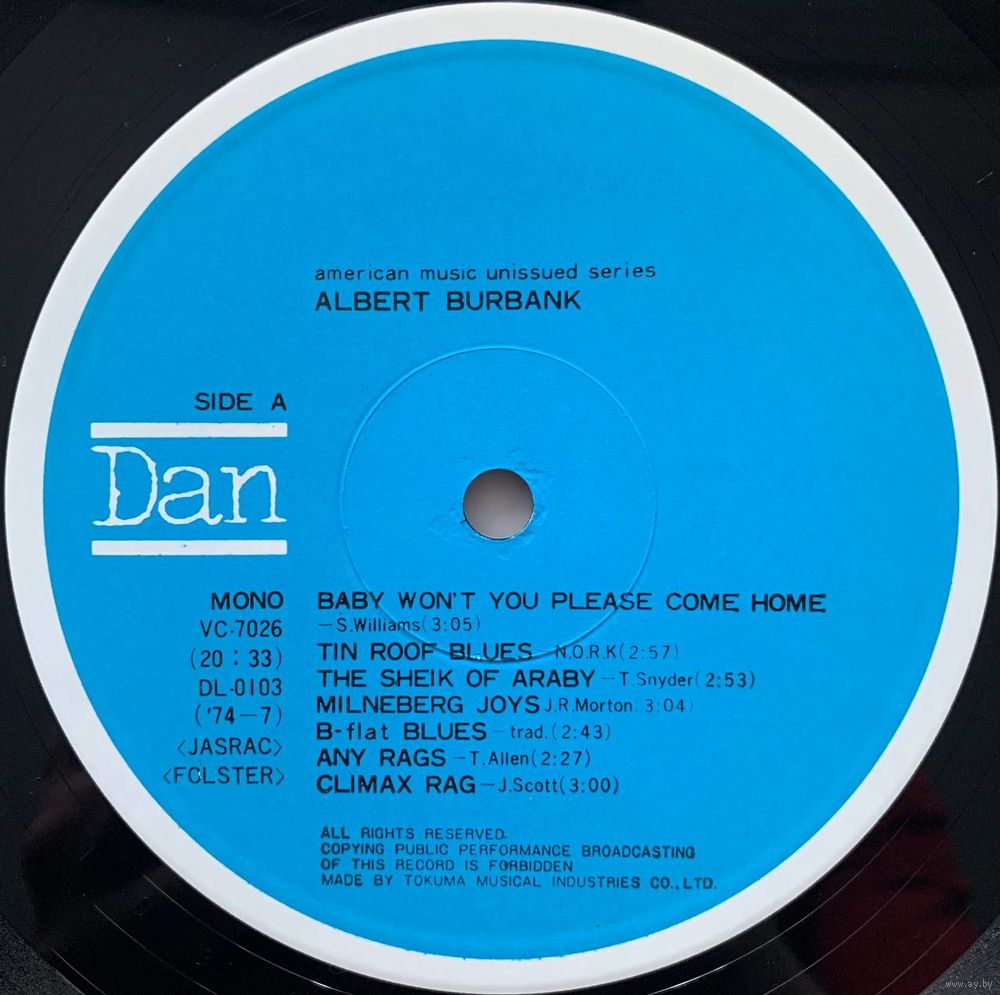 american music unissued series
ALBERT BURBANK
SIDE A
Dan
MONO
VC-7026
(20 : 33)
DL-0103
('74-7)
<JASRAC>
<FOLSTER>
BABY WON'T YOU PLEASE COME HOME
-S.Williams(3:05)
TIN ROOF BLUES -N.O.R.K(2:57)
THE SHEIK OF ARABY-T.Snyder(2:53)
MILNEBERG JOYS J.R.Morton 3:04)
B-flat BLUES - trad.(2:43)
ANY RAGS -T.Allen(2:27)
CLIMAX RAG-J.Scott(3:00)
ALL RIGHTS RESERVED.
COPYING PUBLIC PERFORMANCE BROADCASTING
OF THIS RECORD IS FORBIDDEN
MADE BY TOKUMA MUSICAL INDUSTRIES CO., LTD.
www.ay.by